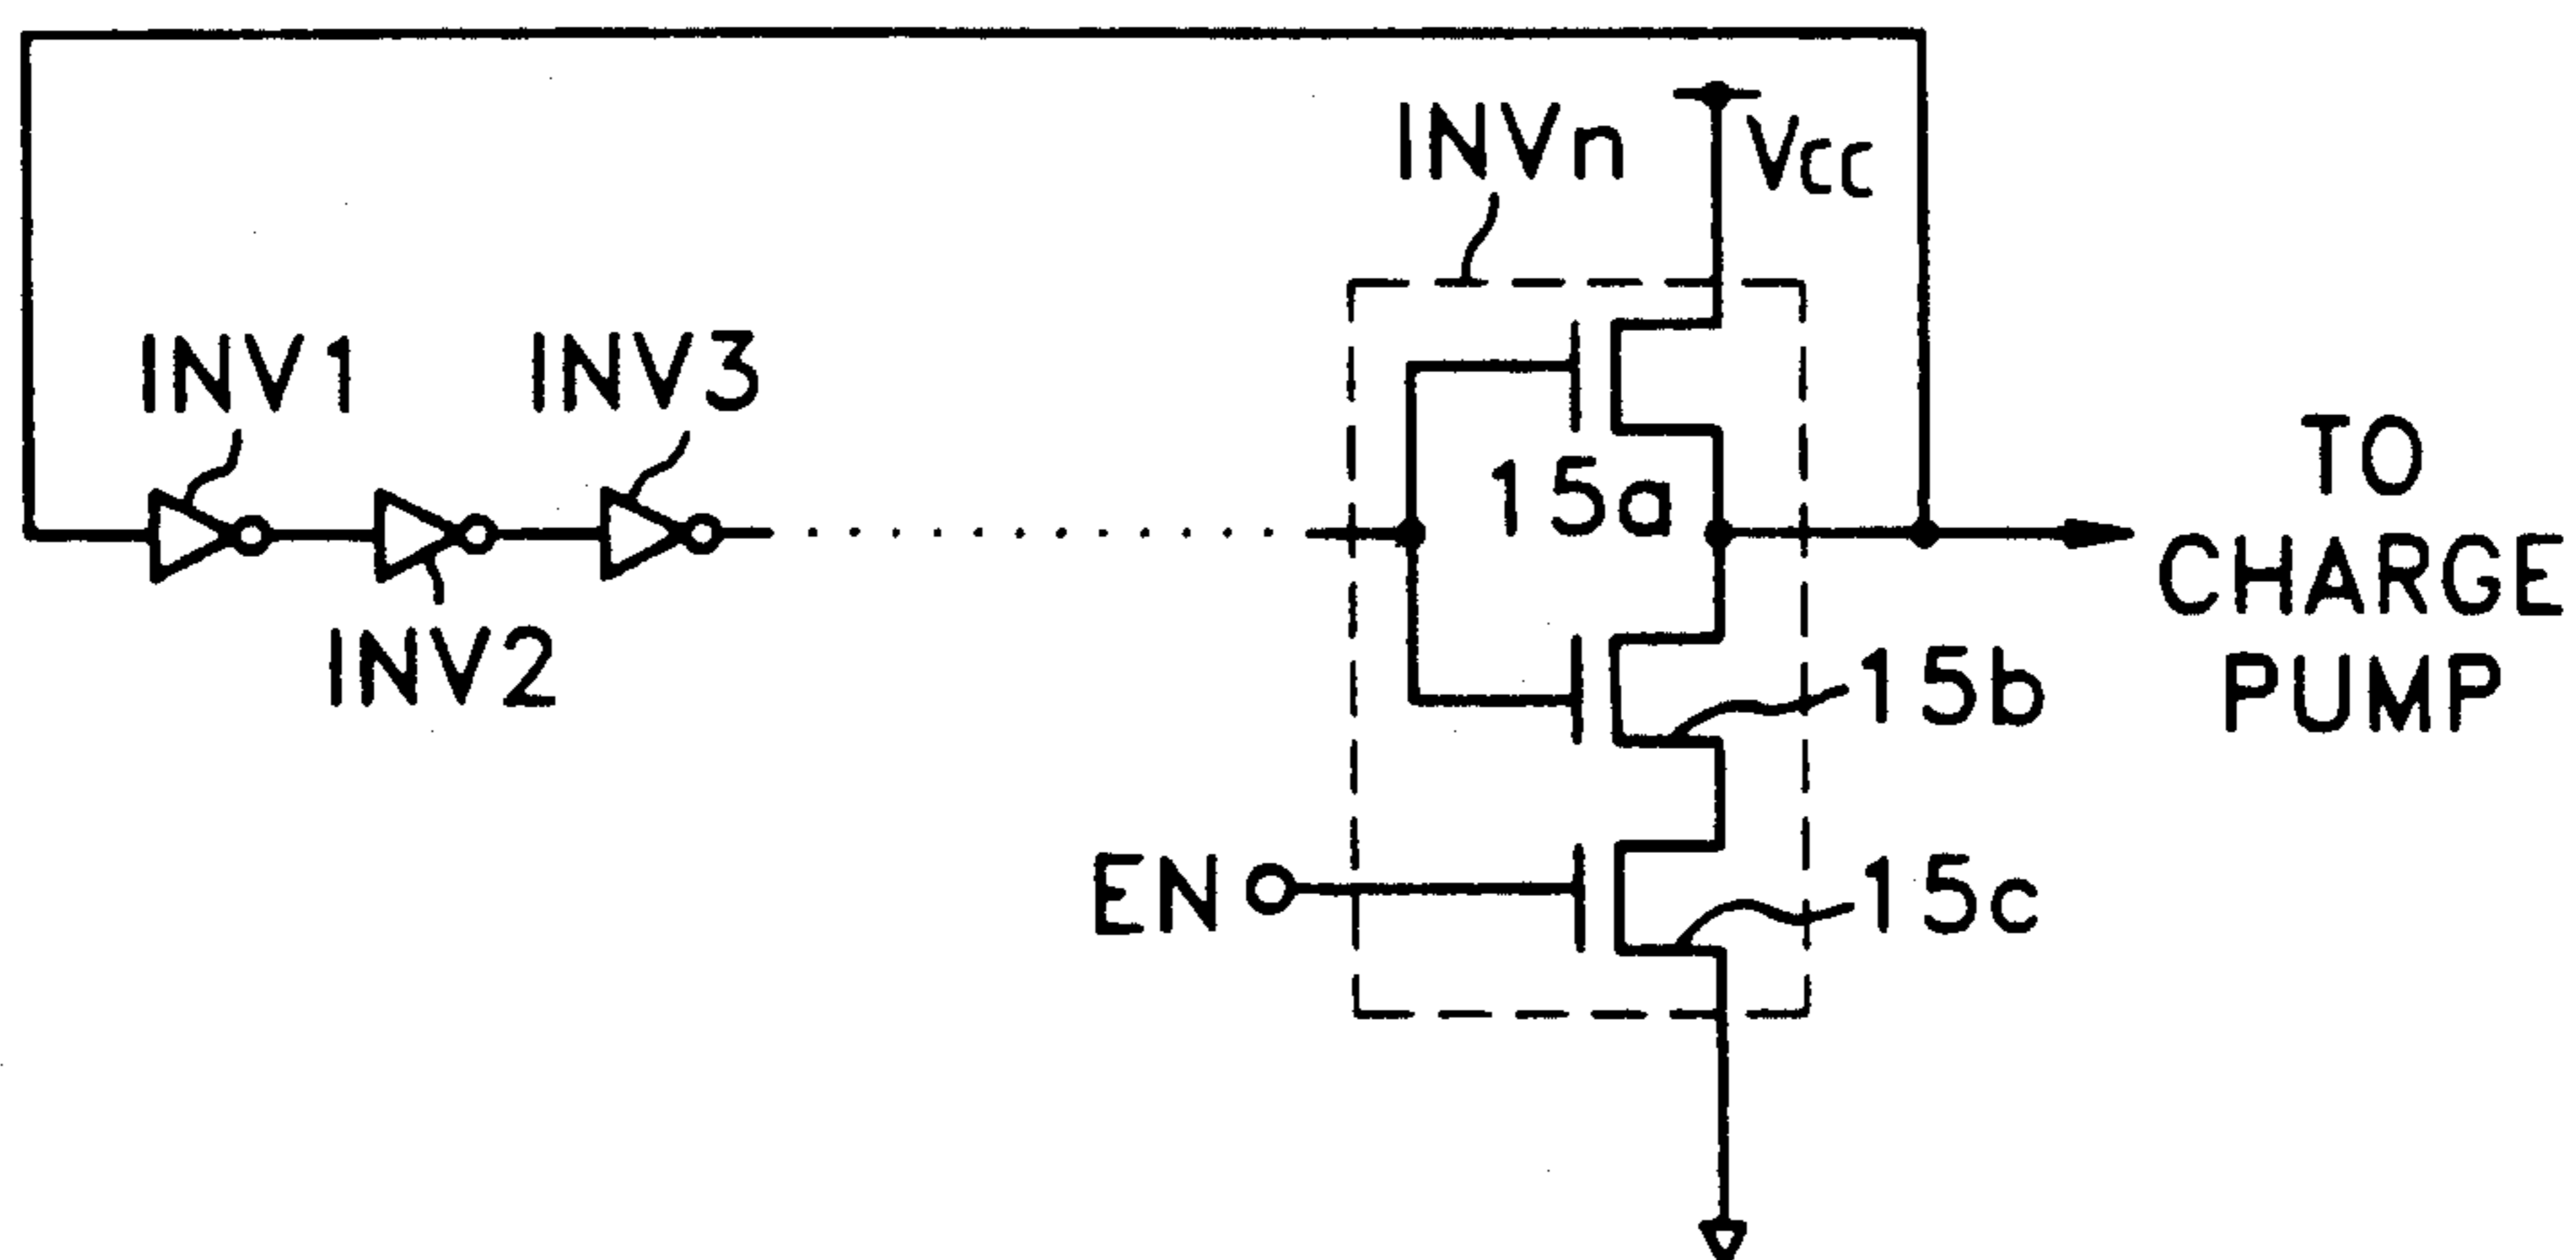 INVn
Vcc
INV1
INV3
15a
TO
CHARGE
PUMP
INV2
15b
EN
15c